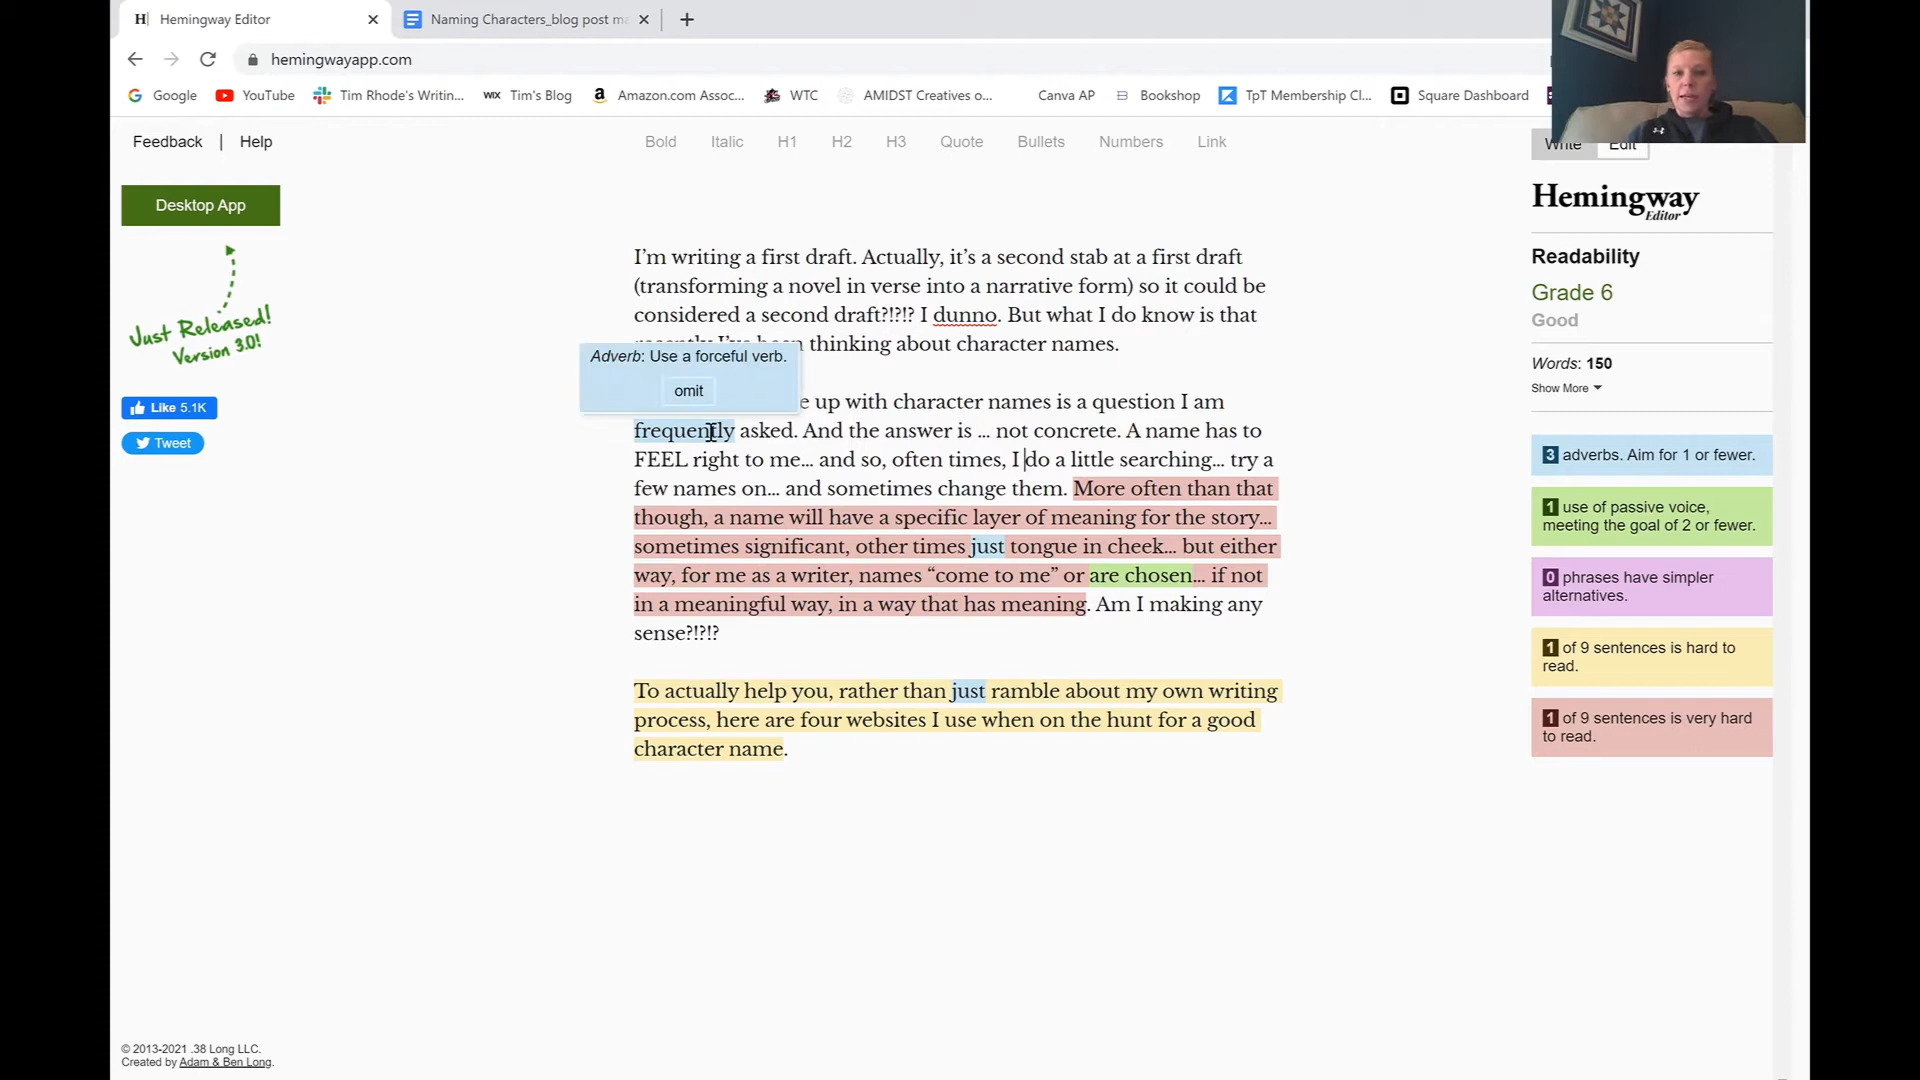 Hemingway Editor
Naming Characters_blog post ma
hemingwayapp.com
Google YouTube Tim Rhode's Writin... WIX Tim's Blog Amazon.com Assoc... WTC AMIDST Creatives o... Canva AP Bookshop TpT Membership Cl... Square Dashboard
Feedback | Help
Bold Italic H1 H2 H3 Quote Bullets Numbers Link
Write Edit
Desktop App
Just Released!
Version 3.0!
Like 5.1K
Tweet
I'm writing a first draft. Actually, it's a second stab at a first draft
(transforming a novel in verse into a narrative form) so it could be
considered a second draft?!?!? I dunno. But what I do know is that
recently I've been thinking about character names.
Adverb: Use a forceful verb.
omit
e up with character names is a question I am
frequently asked. And the answer is … not concrete. A name has to
FEEL right to me… and so, often times, I do a little searching… try a
few names on… and sometimes change them. More often than that
though, a name will have a specific layer of meaning for the story…
sometimes significant, other times just tongue in cheek… but either
way, for me as a writer, names “come to me” or are chosen… if not
in a meaningful way, in a way that has meaning. Am I making any
sense?!?!?
To actually help you, rather than just ramble about my own writing
process, here are four websites I use when on the hunt for a good
character name.
Hemingway
Editor
Readability
Grade 6
Good
Words: 150
Show More
3 adverbs. Aim for 1 or fewer.
1 use of passive voice,
meeting the goal of 2 or fewer.
0 phrases have simpler
alternatives.
1 of 9 sentences is hard to
read.
1 of 9 sentences is very hard
to read.
© 2013-2021 .38 Long LLC.
Created by Adam & Ben Long.